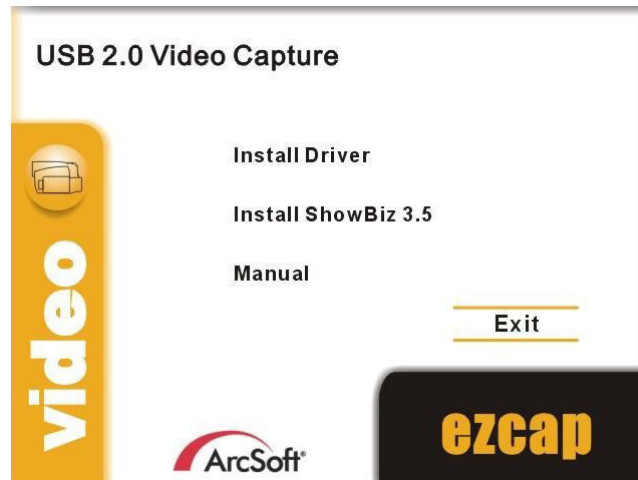 USB 2.0 Video Capture
Install Driver
Install ShowBiz 3.5
Manual
Exit
video
ArcSoft®
ezcap